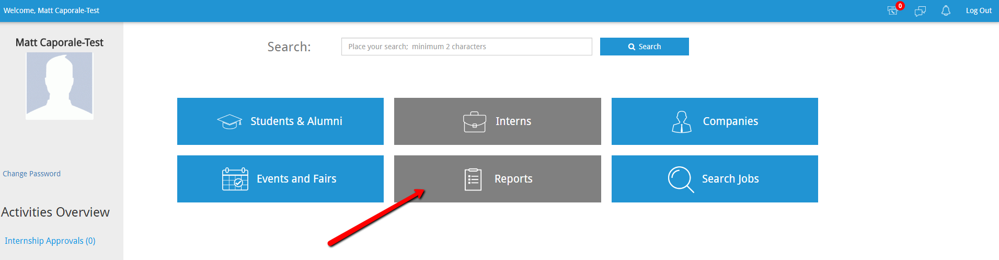 Welcome, Matt Caporale-Test
0
Log Out
Matt Caporale-Test
Search:
Place your search; minimum 2 characters
Search
Students & Alumni
Interns
Companies
Events and Fairs
Reports
Search Jobs
Change Password
Activities Overview
Internship Approvals (0)